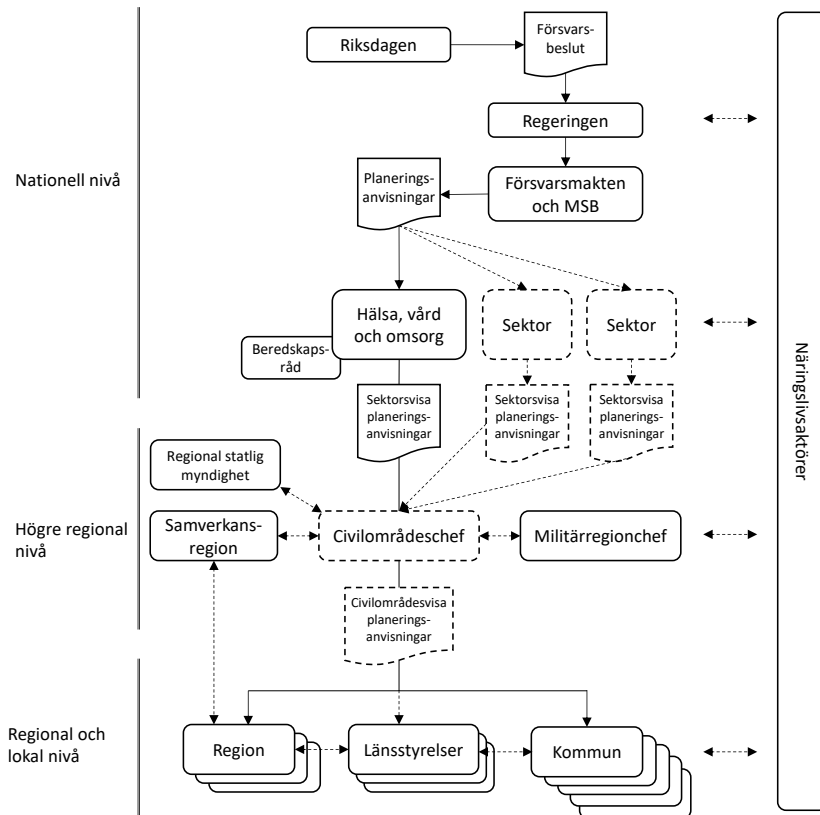 Riksdagen
Försvars-
beslut
Regeringen
Nationell nivå
Planerings-
anvisningar
Försvarsmakten
och MSB
Hälsa, vård
och omsorg
Sektor
Sektor
Beredskaps-
råd
Sektorsvisa
planerings-
anvisningar
Sektorsvisa
planerings-
anvisningar
Sektorsvisa
planerings-
anvisningar
Näringslivsaktörer
Regional statlig
myndighet
Högre regional
nivå
Samverkans-
region
Civilområdeschef
Militärregionchef
Civilområdesvisa
planerings-
anvisningar
Regional och
lokal nivå
Region
Länsstyrelser
Kommun